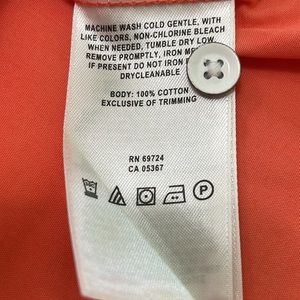 MACHINE WASH COLD GENTLE, WITH
LIKE COLORS, NON-CHLORINE BLEACH
WHEN NEEDED, TUMBLE DRY LOW,
REMOVE PROMPTLY, IRON
IF PRESENT DO NOT IRON
DRYCLEANABLE
BODY: 100% COTTON
EXCLUSIVE OF TRIMMING
RN 69724
CA 05367
P